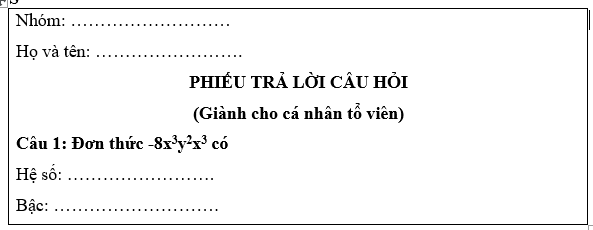 Nhóm: ………………………
Họ và tên: …………………….
PHIẾU TRẢ LỜI CÂU HỎI
(Giành cho cá nhân tổ viên)
Câu 1: Đơn thức -8x³y²x³ có
Hệ số: …………………….
Bậc: ……………………….